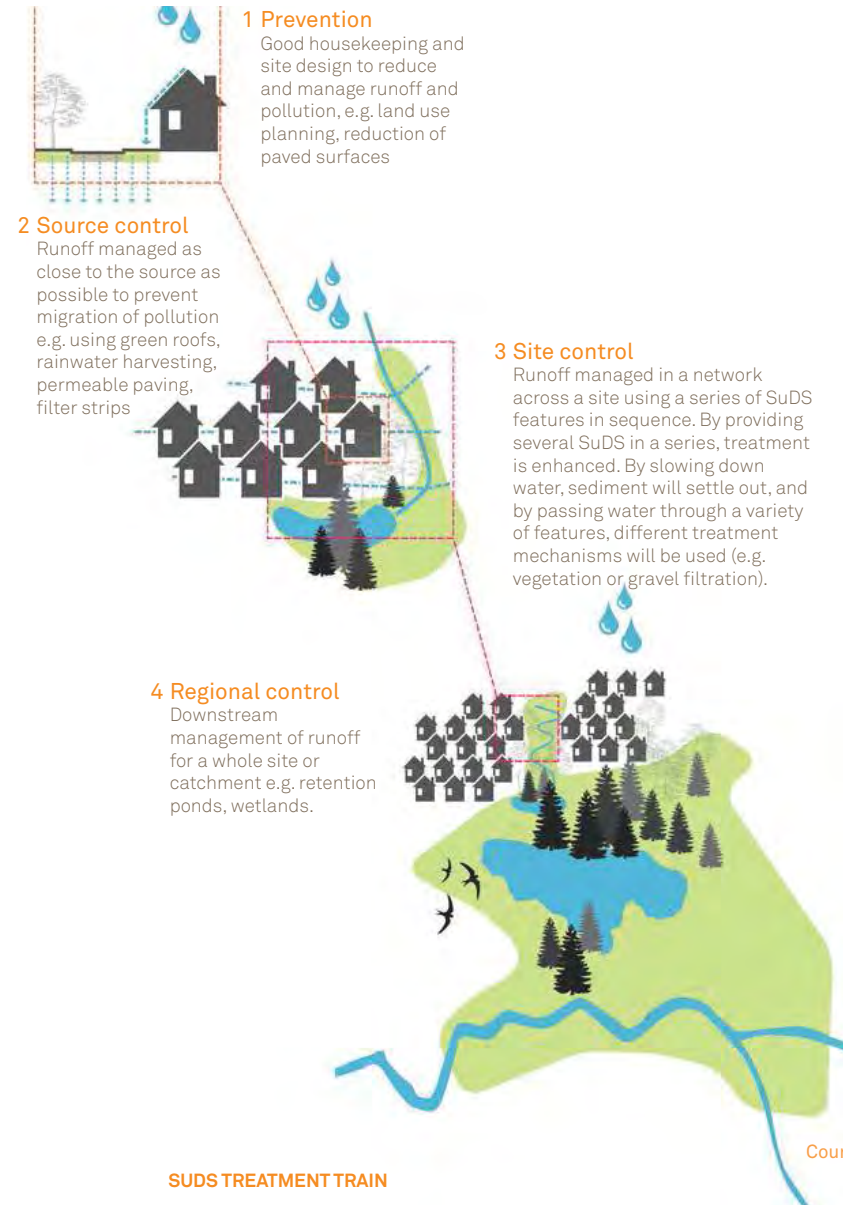 1 Prevention
Good housekeeping and
site design to reduce
and manage runoff and
pollution, e.g. land use
planning, reduction of
paved surfaces
2 Source control
Runoff managed as
close to the source as
possible to prevent
migration of pollution
e.g. using green roofs,
rainwater harvesting,
permeable paving,
filter strips
3 Site control
Runoff managed in a network
across a site using a series of SuDS
features in sequence. By providing
several SuDS in a series, treatment
is enhanced. By slowing down
water, sediment will settle out, and
by passing water through a variety
of features, different treatment
mechanisms will be used (e.g.
vegetation or gravel filtration).
4 Regional control
Downstream
management of runoff
for a whole site or
catchment e.g. retention
ponds, wetlands.
SUDS TREATMENT TRAIN